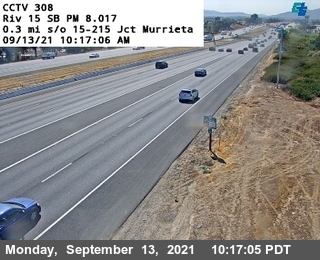 CCTV 308
Riv 15 SB PM 8.017
0.3 mi s/o 15-215 Jct Murrieta
09/13/21 10:17:06 AM
Monday, September 13, 2021 10:17:05 PDT